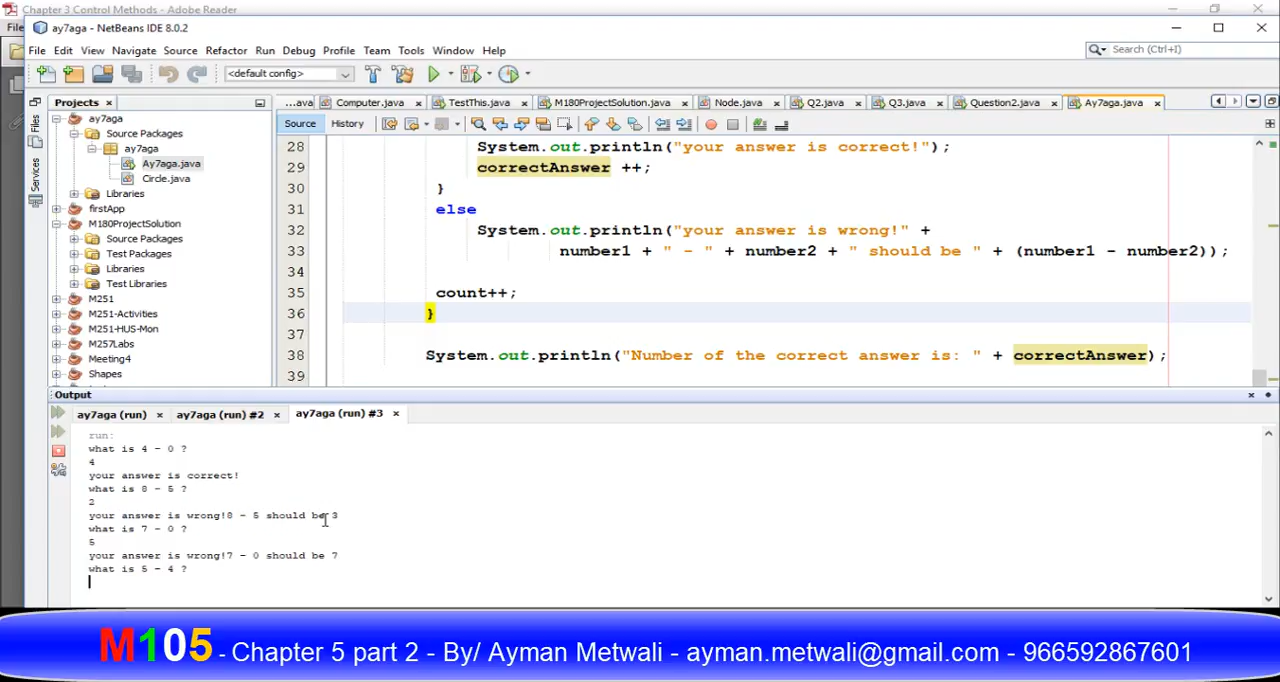 Chapter 3 Control Methods - Adobe Reader
File
ay7aga - NetBeans IDE 8.0.2
File Edit View Navigate Source Refactor Run Debug Profile Team Tools Window Help
Search (Ctrl+I)
<default config>
Projects
...ava Computer.java TestThis.java M180ProjectSolution.java Node.java Q2.java Q3.java Question2.java Ay7aga.java
Files
Services
ay7aga
Source Packages
ay7aga
Ay7aga.java
Circle.java
Libraries
firstApp
M180ProjectSolution
Source Packages
Test Packages
Libraries
Test Libraries
M251
M251-Activities
M251-HUS-Mon
M257Labs
Meeting4
Shapes
Source History
28 System.out.println("your answer is correct!");
29 correctAnswer ++;
30 }
31 else
32 System.out.println("your answer is wrong!" +
33 number1 + " - " + number2 + " should be " + (number1 - number2));
34
35 count++;
36 }
37
38 System.out.println("Number of the correct answer is: " + correctAnswer);
39
Output
ay7aga (run) ay7aga (run) #2 ay7aga (run) #3
run:
what is 4 - 0 ?
4
your answer is correct!
what is 8 - 5 ?
2
your answer is wrong!8 - 5 should be 3
what is 7 - 0 ?
5
your answer is wrong!7 - 0 should be 7
what is 5 - 4 ?
M105 - Chapter 5 part 2 - By/ Ayman Metwali - ayman.metwali@gmail.com - 966592867601